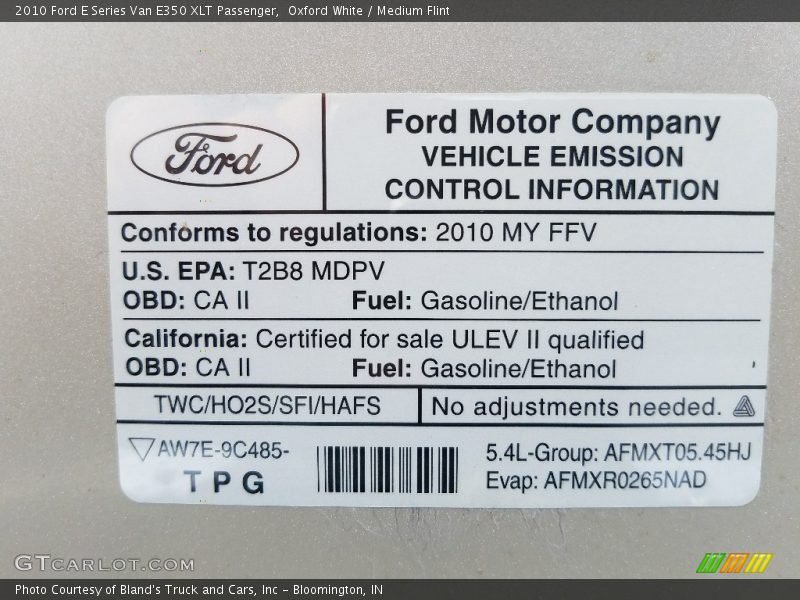 2010 Ford E Series Van E350 XLT Passenger, Oxford White / Medium Flint
Ford
Ford Motor Company
VEHICLE EMISSION
CONTROL INFORMATION
Conforms to regulations: 2010 MY FFV
U.S. EPA: T2B8 MDPV
OBD: CA II Fuel: Gasoline/Ethanol
California: Certified for sale ULEV II qualified
OBD: CA II Fuel: Gasoline/Ethanol
TWC/HO2S/SFI/HAFS No adjustments needed.
AW7E-9C485-
TPG
5.4L-Group: AFMXT05.45HJ
Evap: AFMXR0265NAD
GTCARLOT.COM
Photo Courtesy of Bland's Truck and Cars, Inc - Bloomington, IN